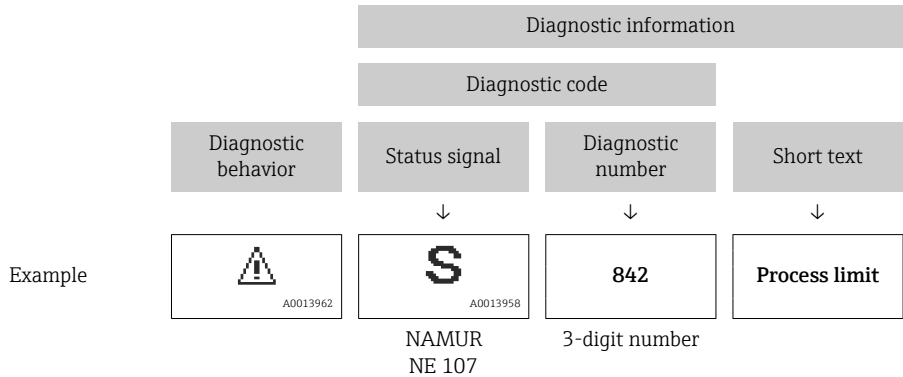 Diagnostic information
Diagnostic code
Diagnostic
behavior
Status signal
Diagnostic
number
Short text
↓ ↓ ↓
Example
A0013962
S
A0013958
842
Process limit
NAMUR
NE 107
3-digit number